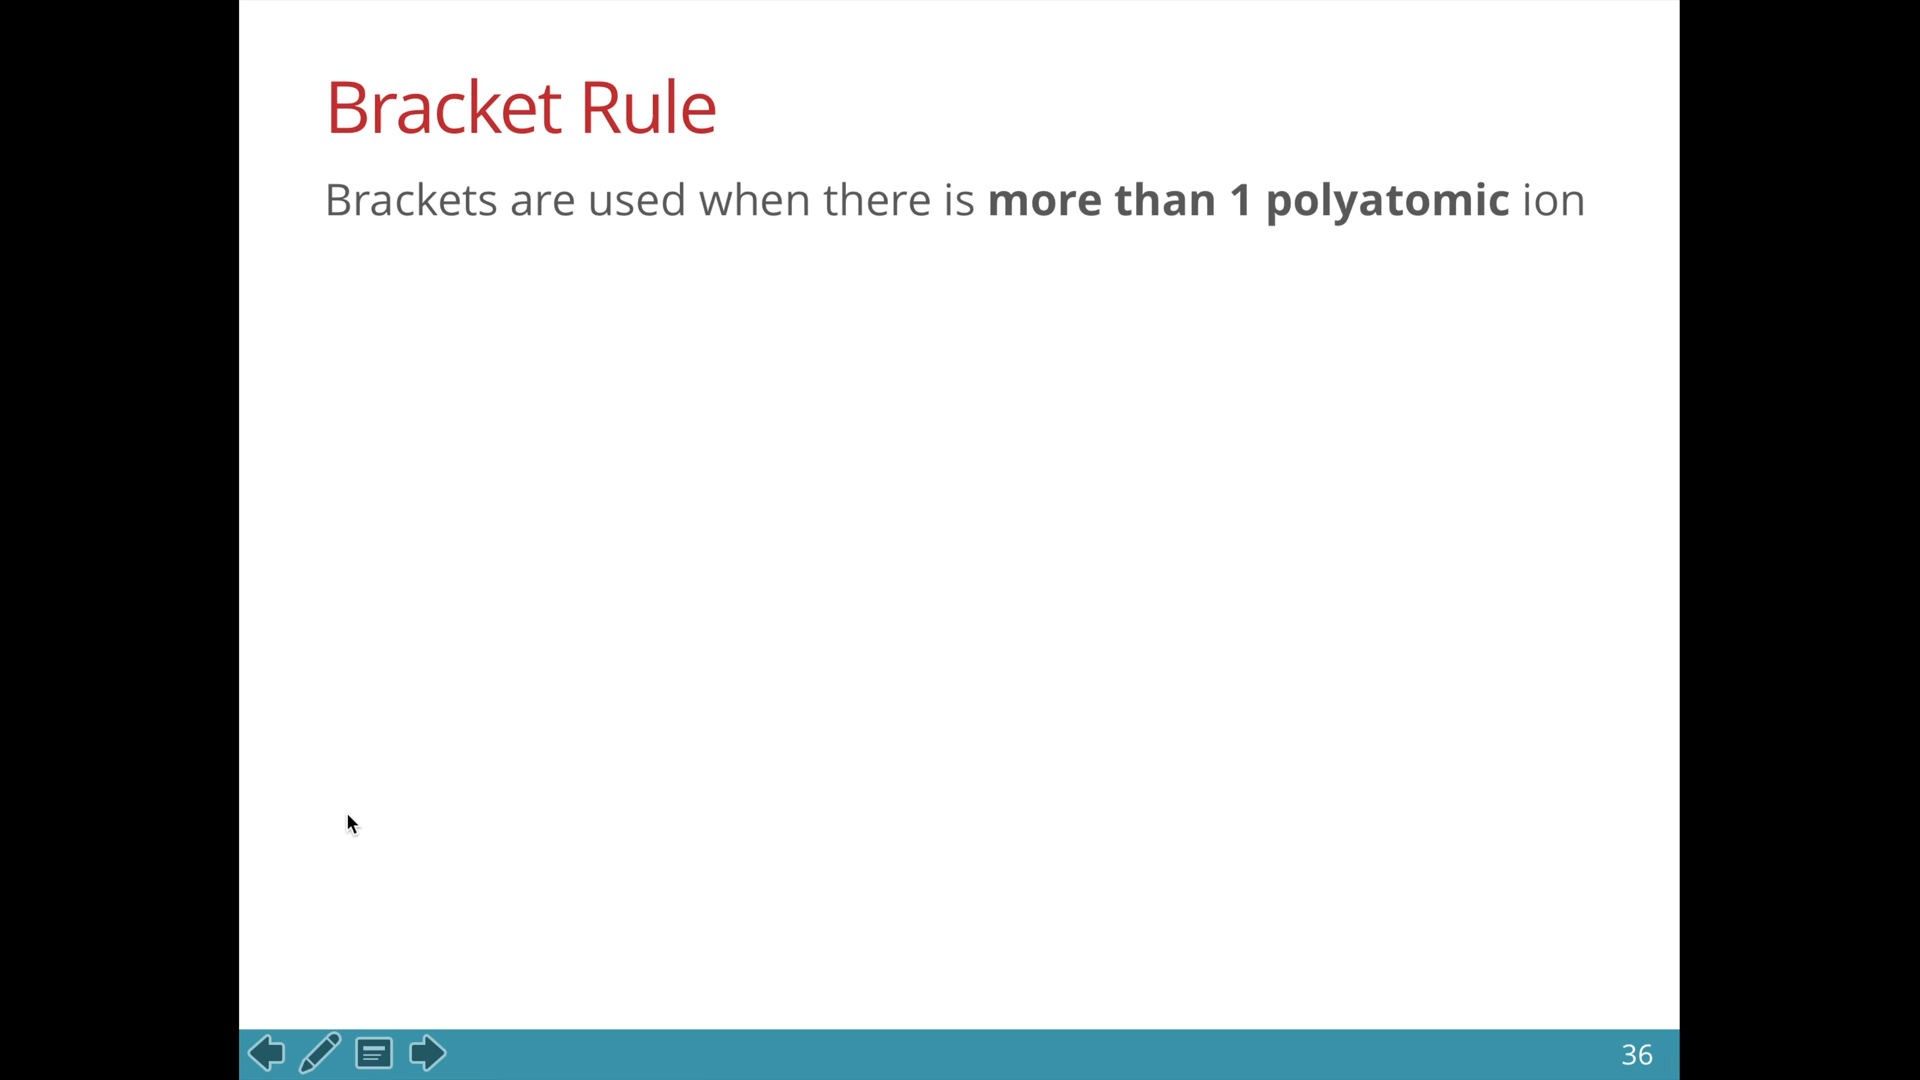 Bracket Rule
Brackets are used when there is more than 1 polyatomic ion
36